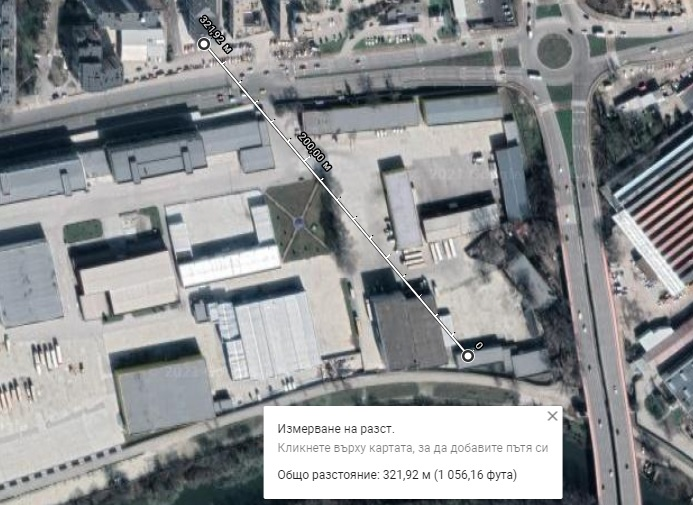 321,92 м
200,00 м
0
Измерване на разст.
Кликнете върху картата, за да добавите пътя си
Общо разстояние: 321,92 м (1 056,16 фута)